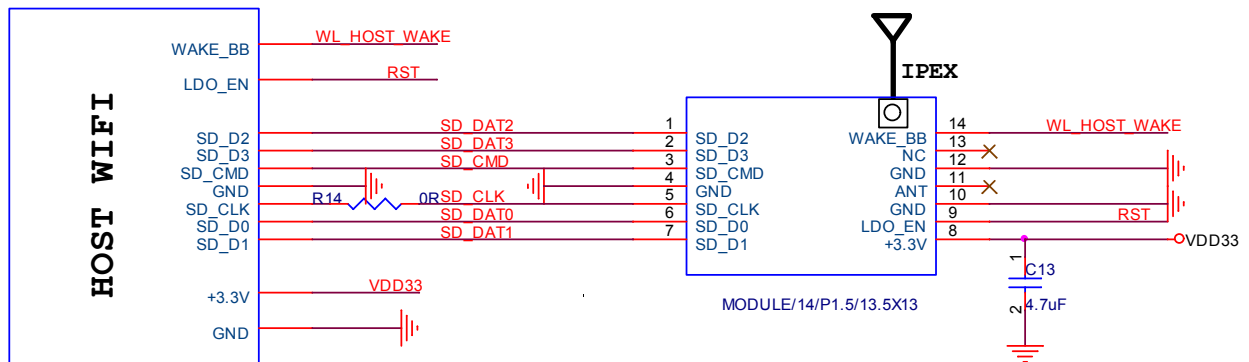 HOST WIFI
WAKE_BB
WL_HOST_WAKE
LDO_EN
RST
SD_D2
SD_DAT2
SD_D3
SD_DAT3
SD_CMD
SD_CMD
GND
SD_CLK
R14
0R
SD_CLK
SD_D0
SD_DAT0
SD_D1
SD_DAT1
+3.3V
VDD33
GND
IPEX
1
SD_D2
2
SD_D3
3
SD_CMD
4
GND
5
SD_CLK
6
SD_D0
7
SD_D1
WAKE_BB
14
WL_HOST_WAKE
NC
13
GND
12
ANT
11
GND
10
LDO_EN
9
RST
+3.3V
8
VDD33
1
C13
2
4.7uF
MODULE/14/P1.5/13.5X13